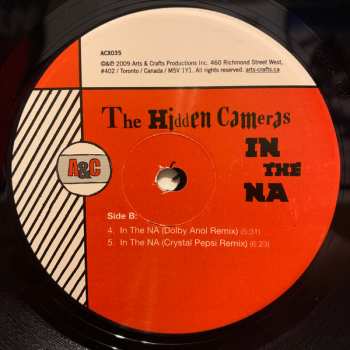 ACX035
©&℗ 2009 Arts & Crafts Productions Inc. 460 Richmond Street West,
#402 / Toronto / Canada / M5V 1Y1. All rights reserved. arts-crafts.ca
The Hidden Cameras
IN
THE
NA
A&C
Side B:
4. In The NA (Dolby Anol Remix) (5:31)
5. In The NA (Crystal Pepsi Remix) (6:23)